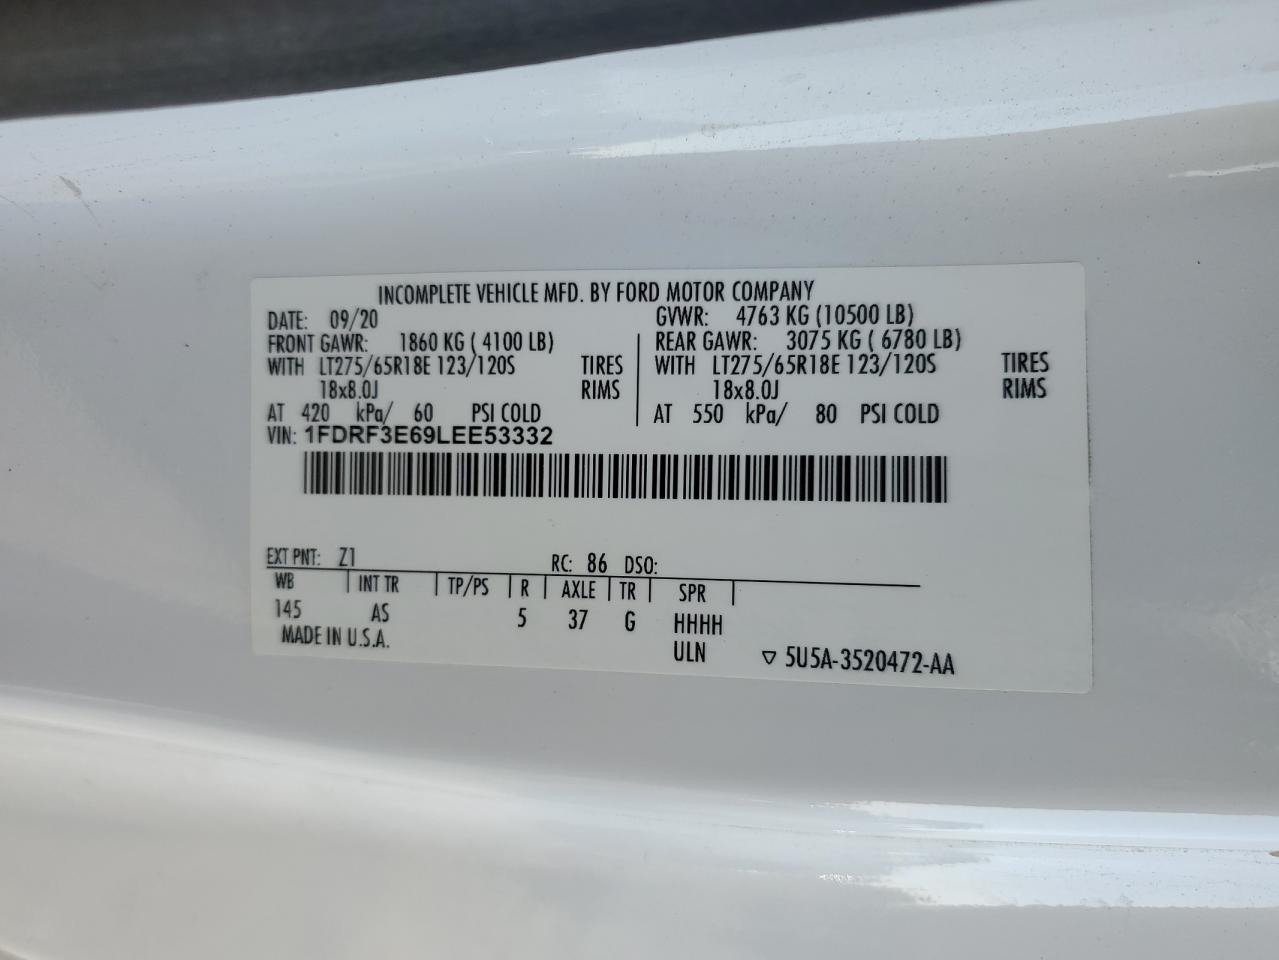 INCOMPLETE VEHICLE MFD. BY FORD MOTOR COMPANY
DATE: 09/20 GVWR: 4763 KG (10500 LB)
FRONT GAWR: 1860 KG ( 4100 LB) REAR GAWR: 3075 KG ( 6780 LB)
WITH LT275/65R18E 123/120S TIRES WITH LT275/65R18E 123/120S TIRES
18x8.0J RIMS 18x8.0J RIMS
AT 420 kPa/ 60 PSI COLD AT 550 kPa/ 80 PSI COLD
VIN: 1FDRF3E69LEE53332
EXT PNT: Z1 RC: 86 DSO:
WB INT TR TP/PS R AXLE TR SPR
145 AS 5 37 G HHHH
MADE IN U.S.A. ULN ▽ 5U5A-3520472-AA